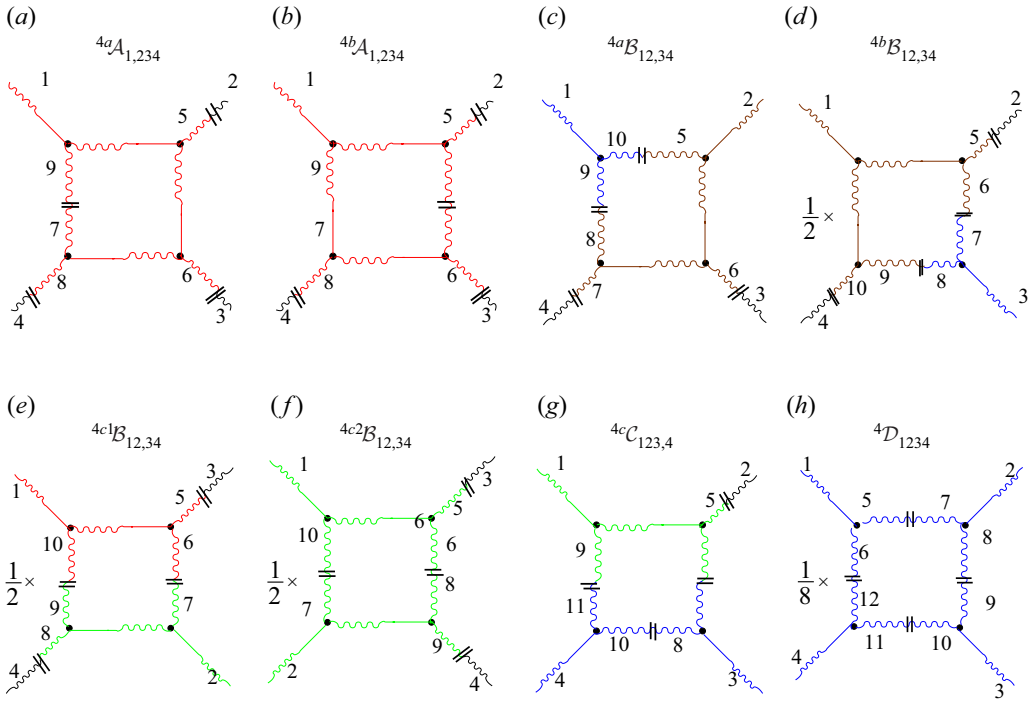 (a)
(b)
(c)
(d)
⁴ᵃ𝒜₁,₂₃₄
⁴ᵇ𝒜₁,₂₃₄
⁴ᵃℬ₁₂,₃₄
⁴ᵇℬ₁₂,₃₄
1 5 2
9
7
8 6
4 3
1 5 2
9
7
8 6
4 3
1 2
10 5
9
8
7 6
4 3
1 2
5
6
1/2 ×
7
9 8
10
4 3
(e)
(f)
(g)
(h)
⁴ᶜ¹ℬ₁₂,₃₄
⁴ᶜ²ℬ₁₂,₃₄
⁴ᶜ𝒞₁₂₃,₄
⁴𝒟₁₂₃₄
1 5 3
10 6
1/2 ×
9 7
8
4 2
1 3
6 5
10 6
1/2 ×
8
7 9
2 4
1 2
5
9
11
10 8
4 3
1 2
5 7
6 8
1/8 ×
12 9
11 10
4 3